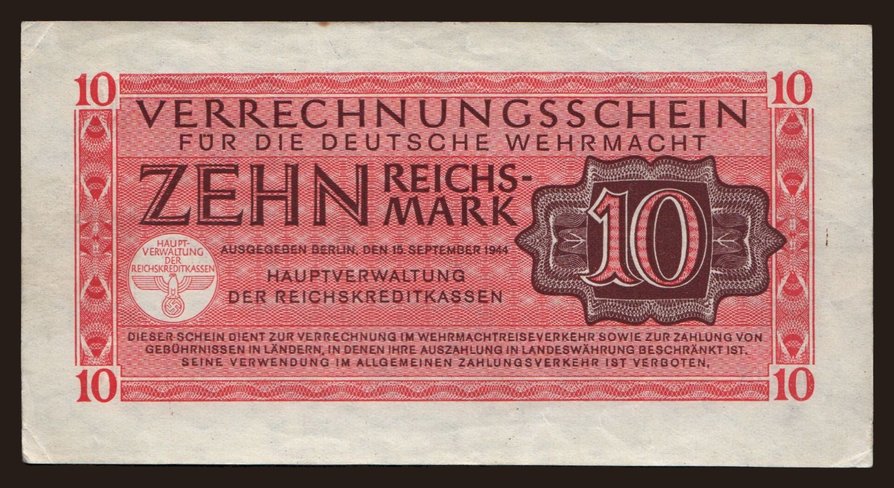 10
10
VERRECHNUNGSSCHEIN
FÜR DIE DEUTSCHE WEHRMACHT
ZEHN REICHS-
MARK
10
AUSGEGEBEN BERLIN, DEN 15. SEPTEMBER 1944
HAUPTVERWALTUNG
DER REICHSKREDITKASSEN
HAUPT-
VERWALTUNG
DER
REICHSKREDITKASSEN
DIESER SCHEIN DIENT ZUR VERRECHNUNG IM WEHRMACHTREISEVERKEHR SOWIE ZUR ZAHLUNG VON
GEBÜHRNISSEN IN LÄNDERN, IN DENEN IHRE AUSZAHLUNG IN LANDESWÄHRUNG BESCHRÄNKT IST.
SEINE VERWENDUNG IM ALLGEMEINEN ZAHLUNGSVERKEHR IST VERBOTEN.
10
10